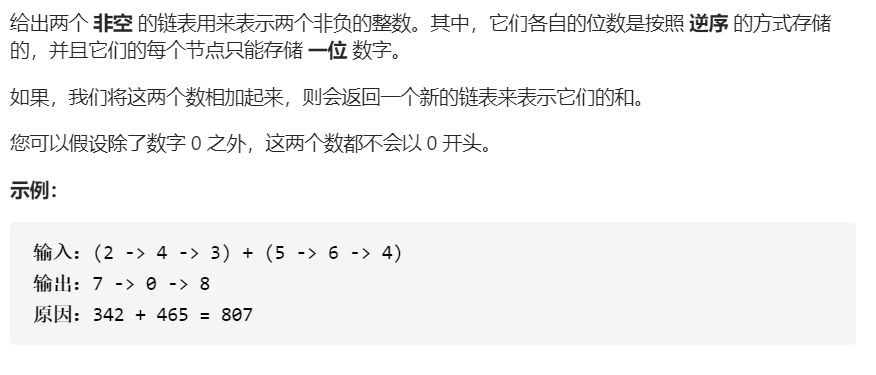 给出两个 非空 的链表用来表示两个非负的整数。其中，它们各自的位数是按照 逆序 的方式存储
的，并且它们的每个节点只能存储 一位 数字。
如果，我们将这两个数相加起来，则会返回一个新的链表来表示它们的和。
您可以假设除了数字 0 之外，这两个数都不会以 0 开头。
示例：
输入：(2 -> 4 -> 3) + (5 -> 6 -> 4)
输出：7 -> 0 -> 8
原因：342 + 465 = 807